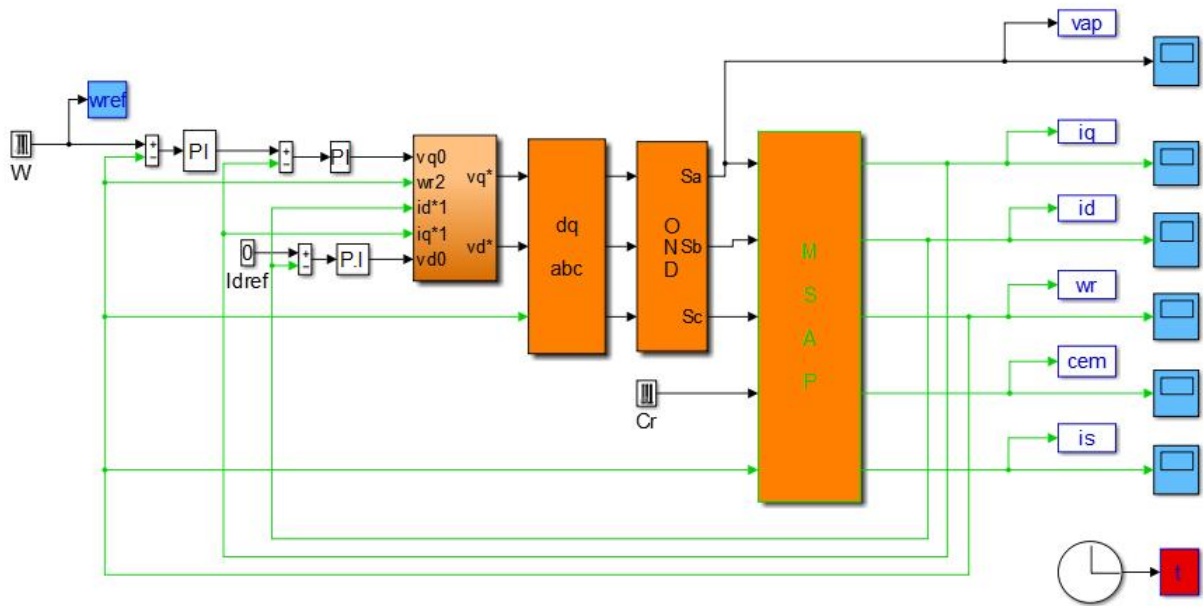 vap
wref
iq
W
+
−
PI
+
−
PI
vq0
wr2
id*1
iq*1
vd0
vq*
vd*
dq
abc
O
N
D
Sa
Sb
Sc
M
S
A
P
id
0
Idref
+
−
P.I
wr
cem
Cr
is
t